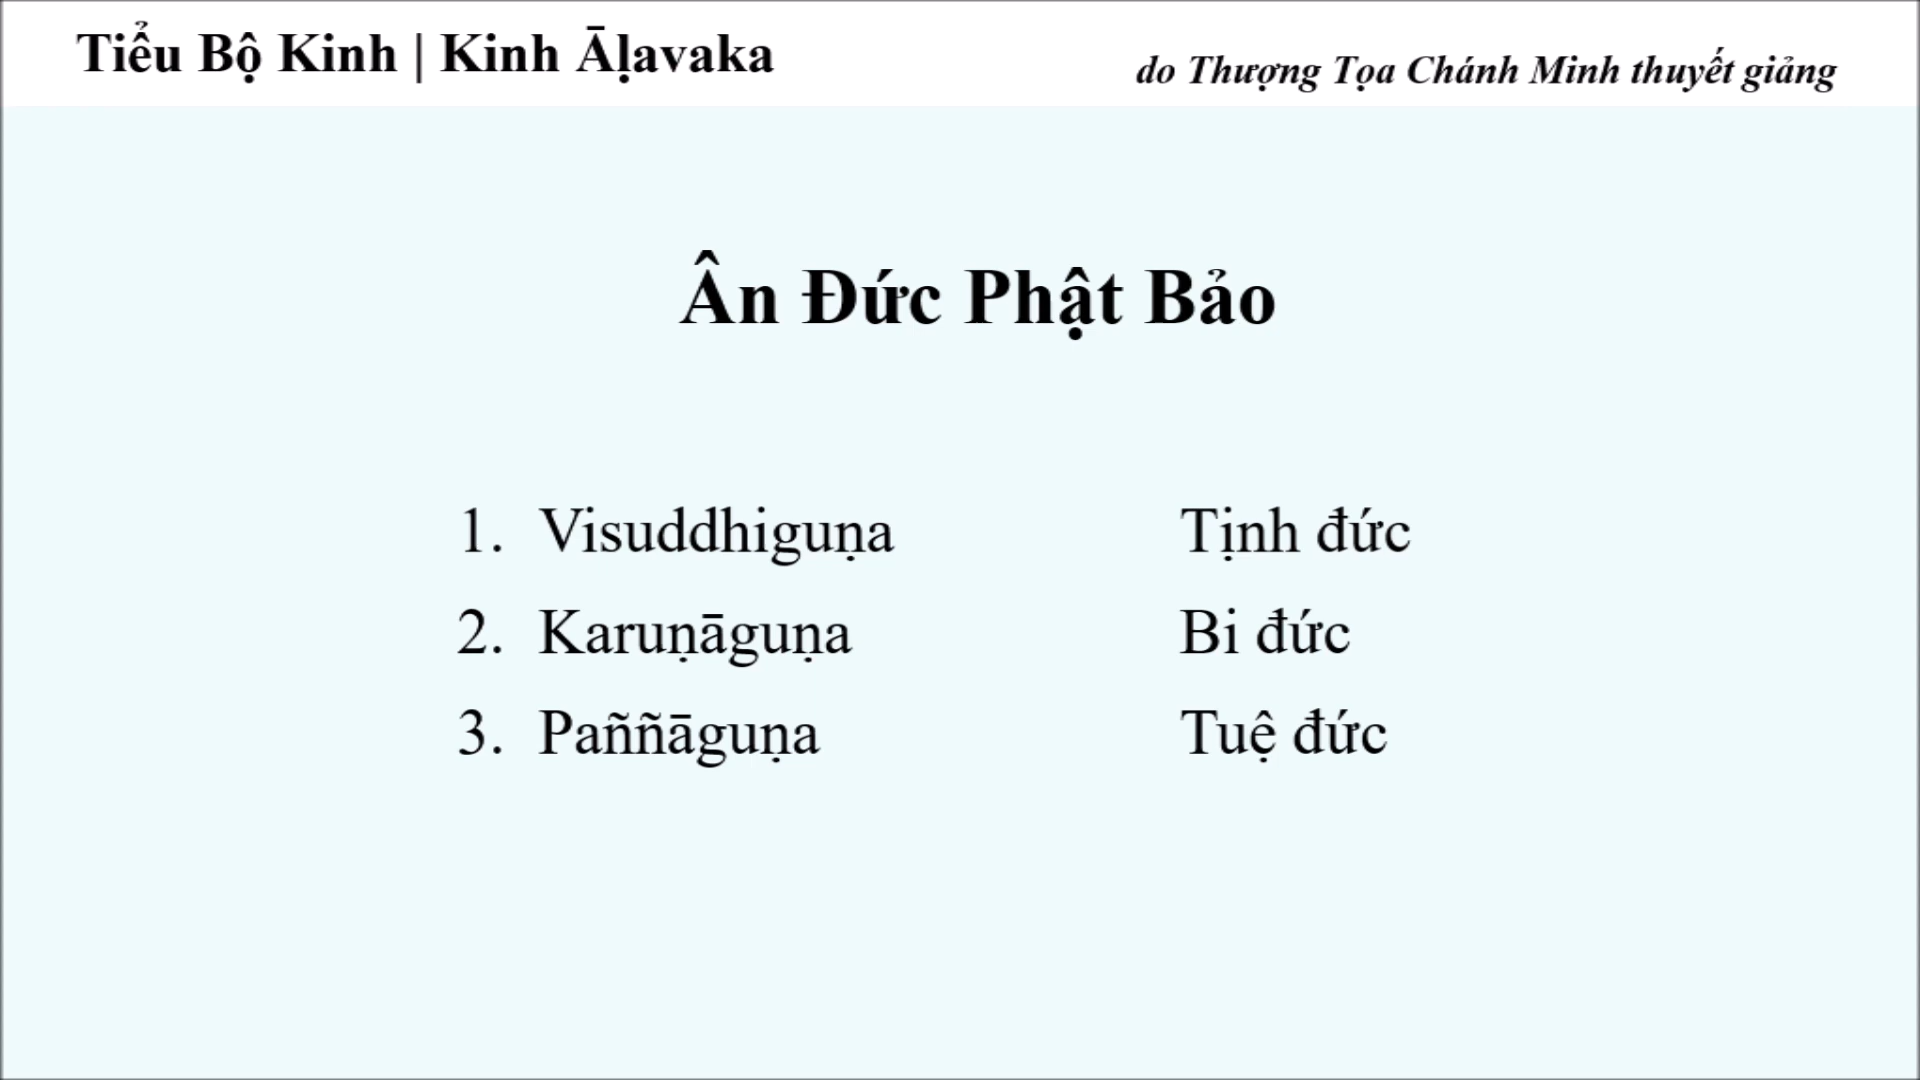 Tiểu Bộ Kinh | Kinh Āḷavaka
do Thượng Tọa Chánh Minh thuyết giảng
Ân Đức Phật Bảo
1. Visuddhiguṇa Tịnh đức
2. Karuṇāguṇa Bi đức
3. Paññāguṇa Tuệ đức